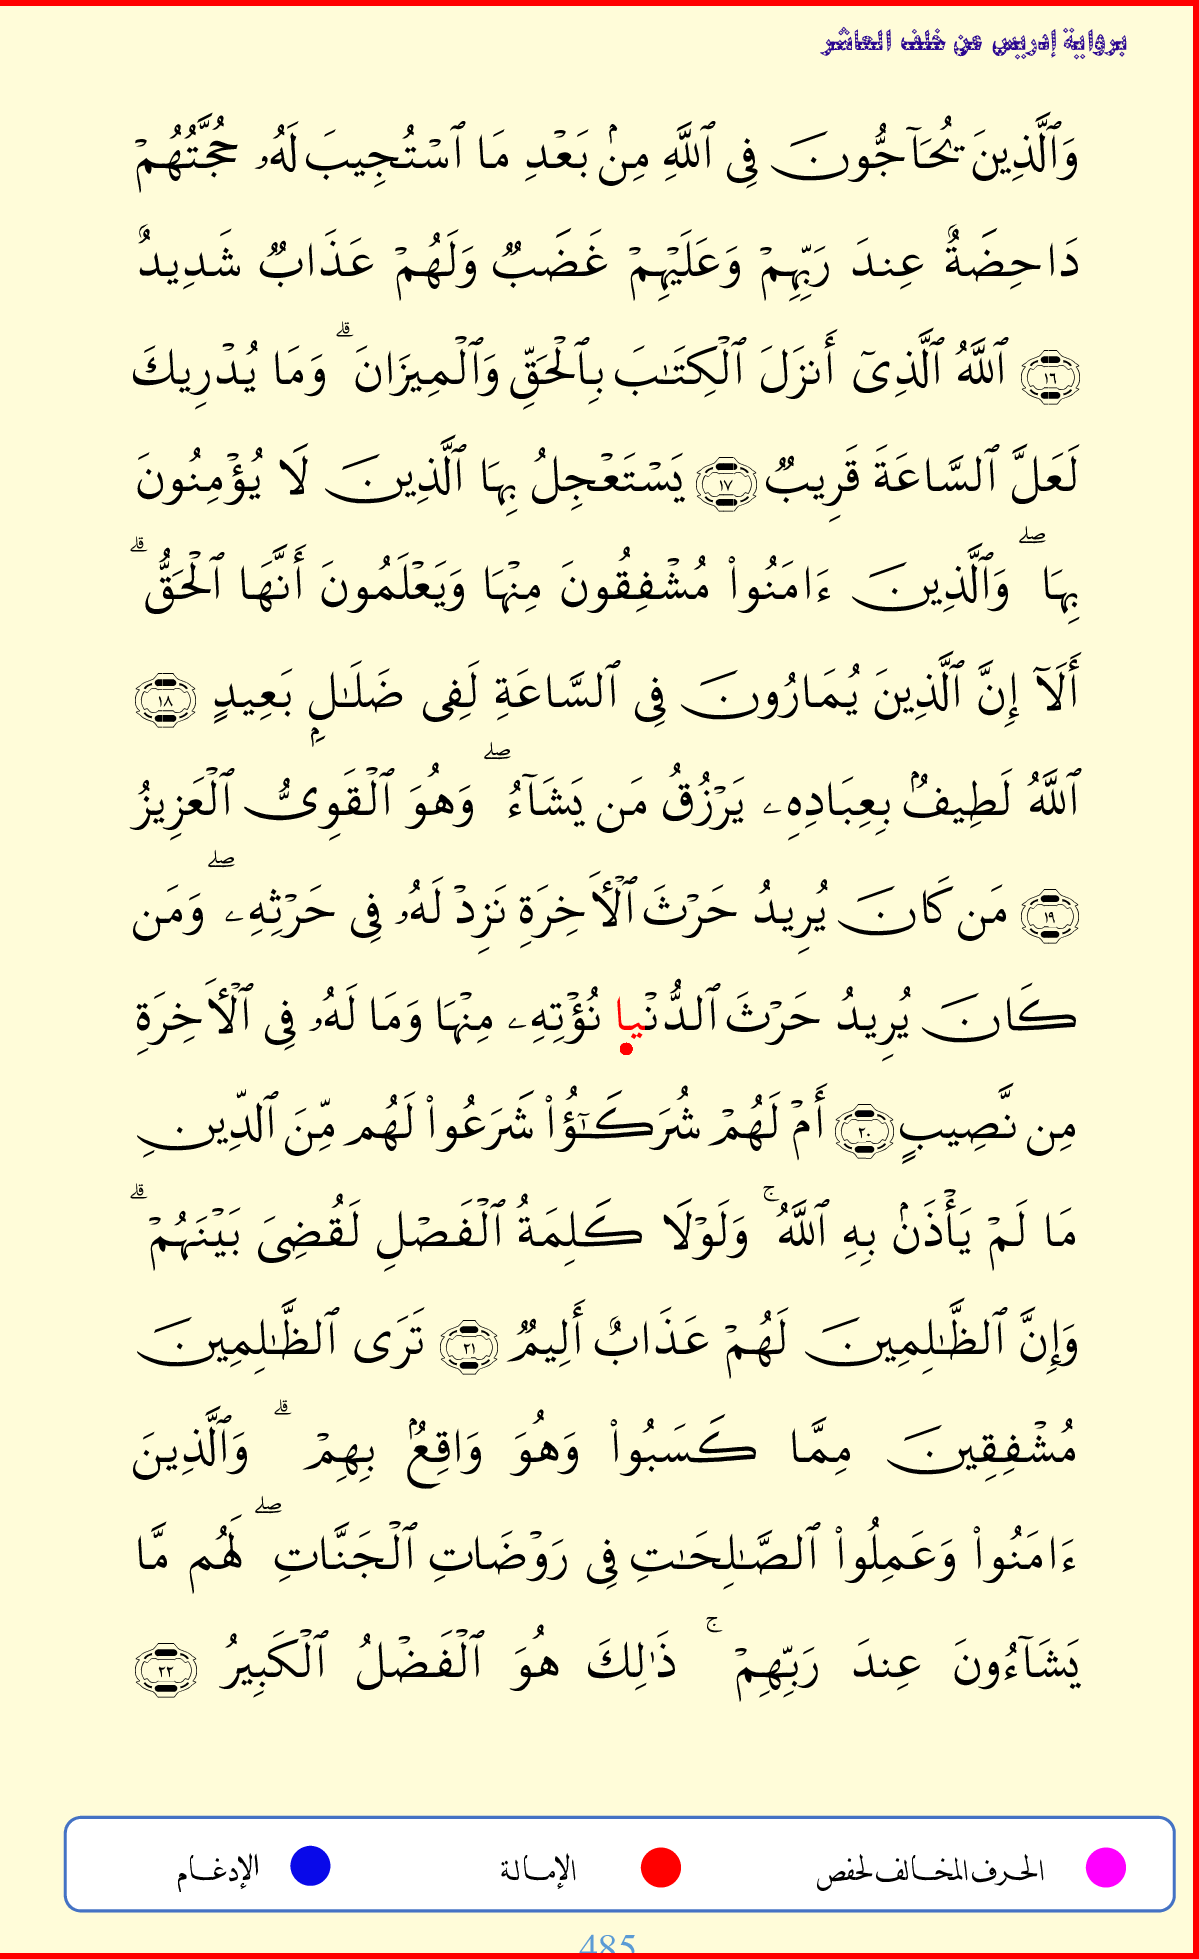 برواية إدريس عن خلف العاشر
وَٱلَّذِينَ يُحَآجُّونَ فِى ٱللَّهِ مِنۢ بَعْدِ مَا ٱسْتُجِيبَ لَهُۥ حُجَّتُهُمْ
دَاحِضَةٌ عِندَ رَبِّهِمْ وَعَلَيْهِمْ غَضَبٌ وَلَهُمْ عَذَابٌ شَدِيدٌ
١٦ ٱللَّهُ ٱلَّذِىٓ أَنزَلَ ٱلْكِتَـٰبَ بِٱلْحَقِّ وَٱلْمِيزَانَ ۗ وَمَا يُدْرِيكَ
لَعَلَّ ٱلسَّاعَةَ قَرِيبٌ ١٧ يَسْتَعْجِلُ بِهَا ٱلَّذِينَ لَا يُؤْمِنُونَ
بِهَا ۖ وَٱلَّذِينَ ءَامَنُوا۟ مُشْفِقُونَ مِنْهَا وَيَعْلَمُونَ أَنَّهَا ٱلْحَقُّ ۗ
أَلَآ إِنَّ ٱلَّذِينَ يُمَارُونَ فِى ٱلسَّاعَةِ لَفِى ضَلَـٰلٍۭ بَعِيدٍ ١٨
ٱللَّهُ لَطِيفٌۢ بِعِبَادِهِۦ يَرْزُقُ مَن يَشَآءُ ۖ وَهُوَ ٱلْقَوِىُّ ٱلْعَزِيزُ
١٩ مَن كَانَ يُرِيدُ حَرْثَ ٱلْأَخِرَةِ نَزِدْ لَهُۥ فِى حَرْثِهِۦ ۖ وَمَن
كَانَ يُرِيدُ حَرْثَ ٱلدُّنْيا نُؤْتِهِۦ مِنْهَا وَمَا لَهُۥ فِى ٱلْأَخِرَةِ
مِن نَّصِيبٍ ٢٠ أَمْ لَهُمْ شُرَكَـٰٓؤُا۟ شَرَعُوا۟ لَهُم مِّنَ ٱلدِّينِ
مَا لَمْ يَأْذَنۢ بِهِ ٱللَّهُ ۚ وَلَوْلَا كَلِمَةُ ٱلْفَصْلِ لَقُضِىَ بَيْنَهُمْ ۗ
وَإِنَّ ٱلظَّـٰلِمِينَ لَهُمْ عَذَابٌ أَلِيمٌ ٢١ تَرَى ٱلظَّـٰلِمِينَ
مُشْفِقِينَ مِمَّا كَسَبُوا۟ وَهُوَ وَاقِعٌۢ بِهِمْ ۗ وَٱلَّذِينَ
ءَامَنُوا۟ وَعَمِلُوا۟ ٱلصَّـٰلِحَـٰتِ فِى رَوْضَاتِ ٱلْجَنَّاتِ ۖ لَهُم مَّا
يَشَآءُونَ عِندَ رَبِّهِمْ ۚ ذَٰلِكَ هُوَ ٱلْفَضْلُ ٱلْكَبِيرُ ٢٢
الحرف المخالف لحفص الإمالة الإدغام
485